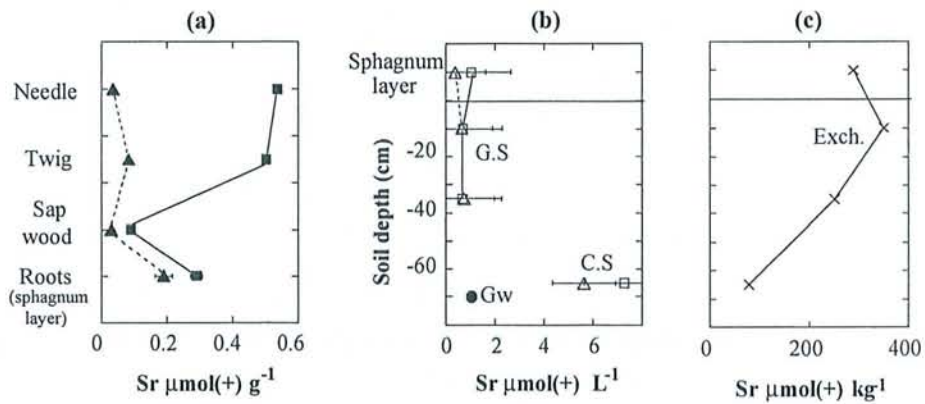 (a)
Needle
Twig
Sap
wood
Roots
(sphagnum
layer)
0 0.2 0.4 0.6
Sr µmol(+) g⁻¹
(b)
Sphagnum
layer
Soil depth (cm)
-20
-40
-60
G.S
C.S
Gw
0 2 4 6
Sr µmol(+) L⁻¹
(c)
Exch.
0 200 400
Sr µmol(+) kg⁻¹